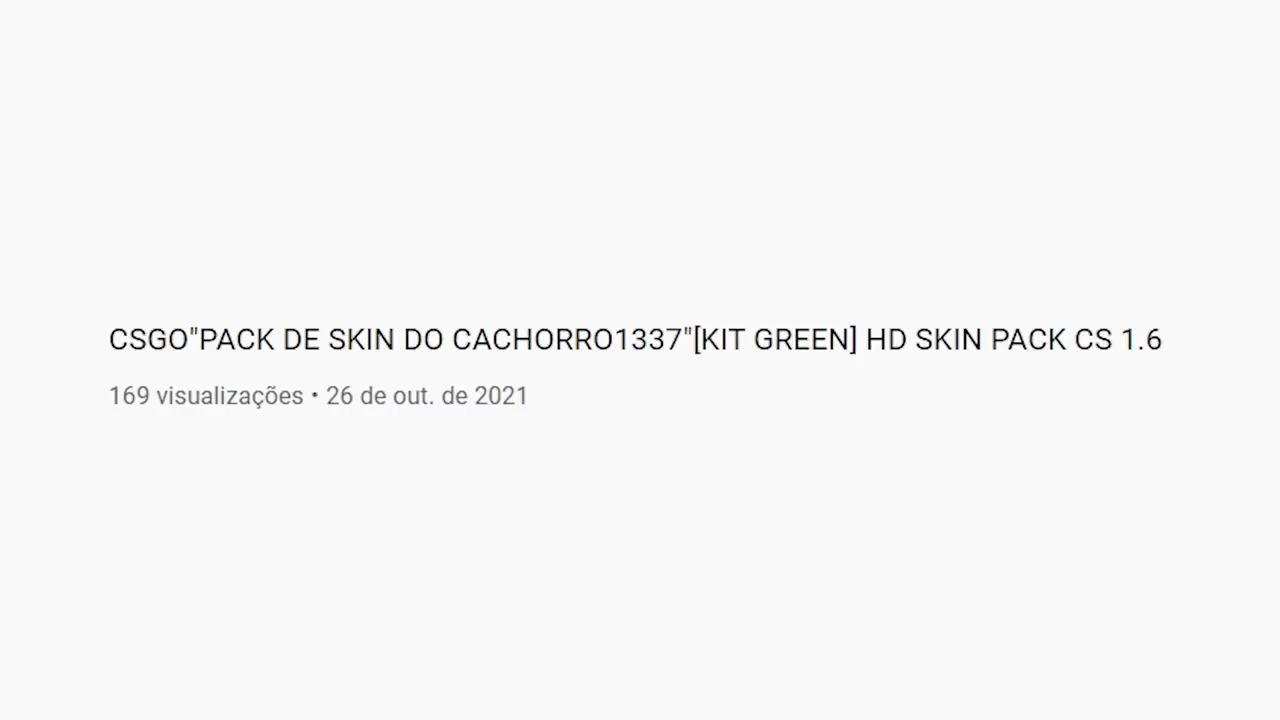 CSGO"PACK DE SKIN DO CACHORRO1337"[KIT GREEN] HD SKIN PACK CS 1.6
169 visualizações • 26 de out. de 2021